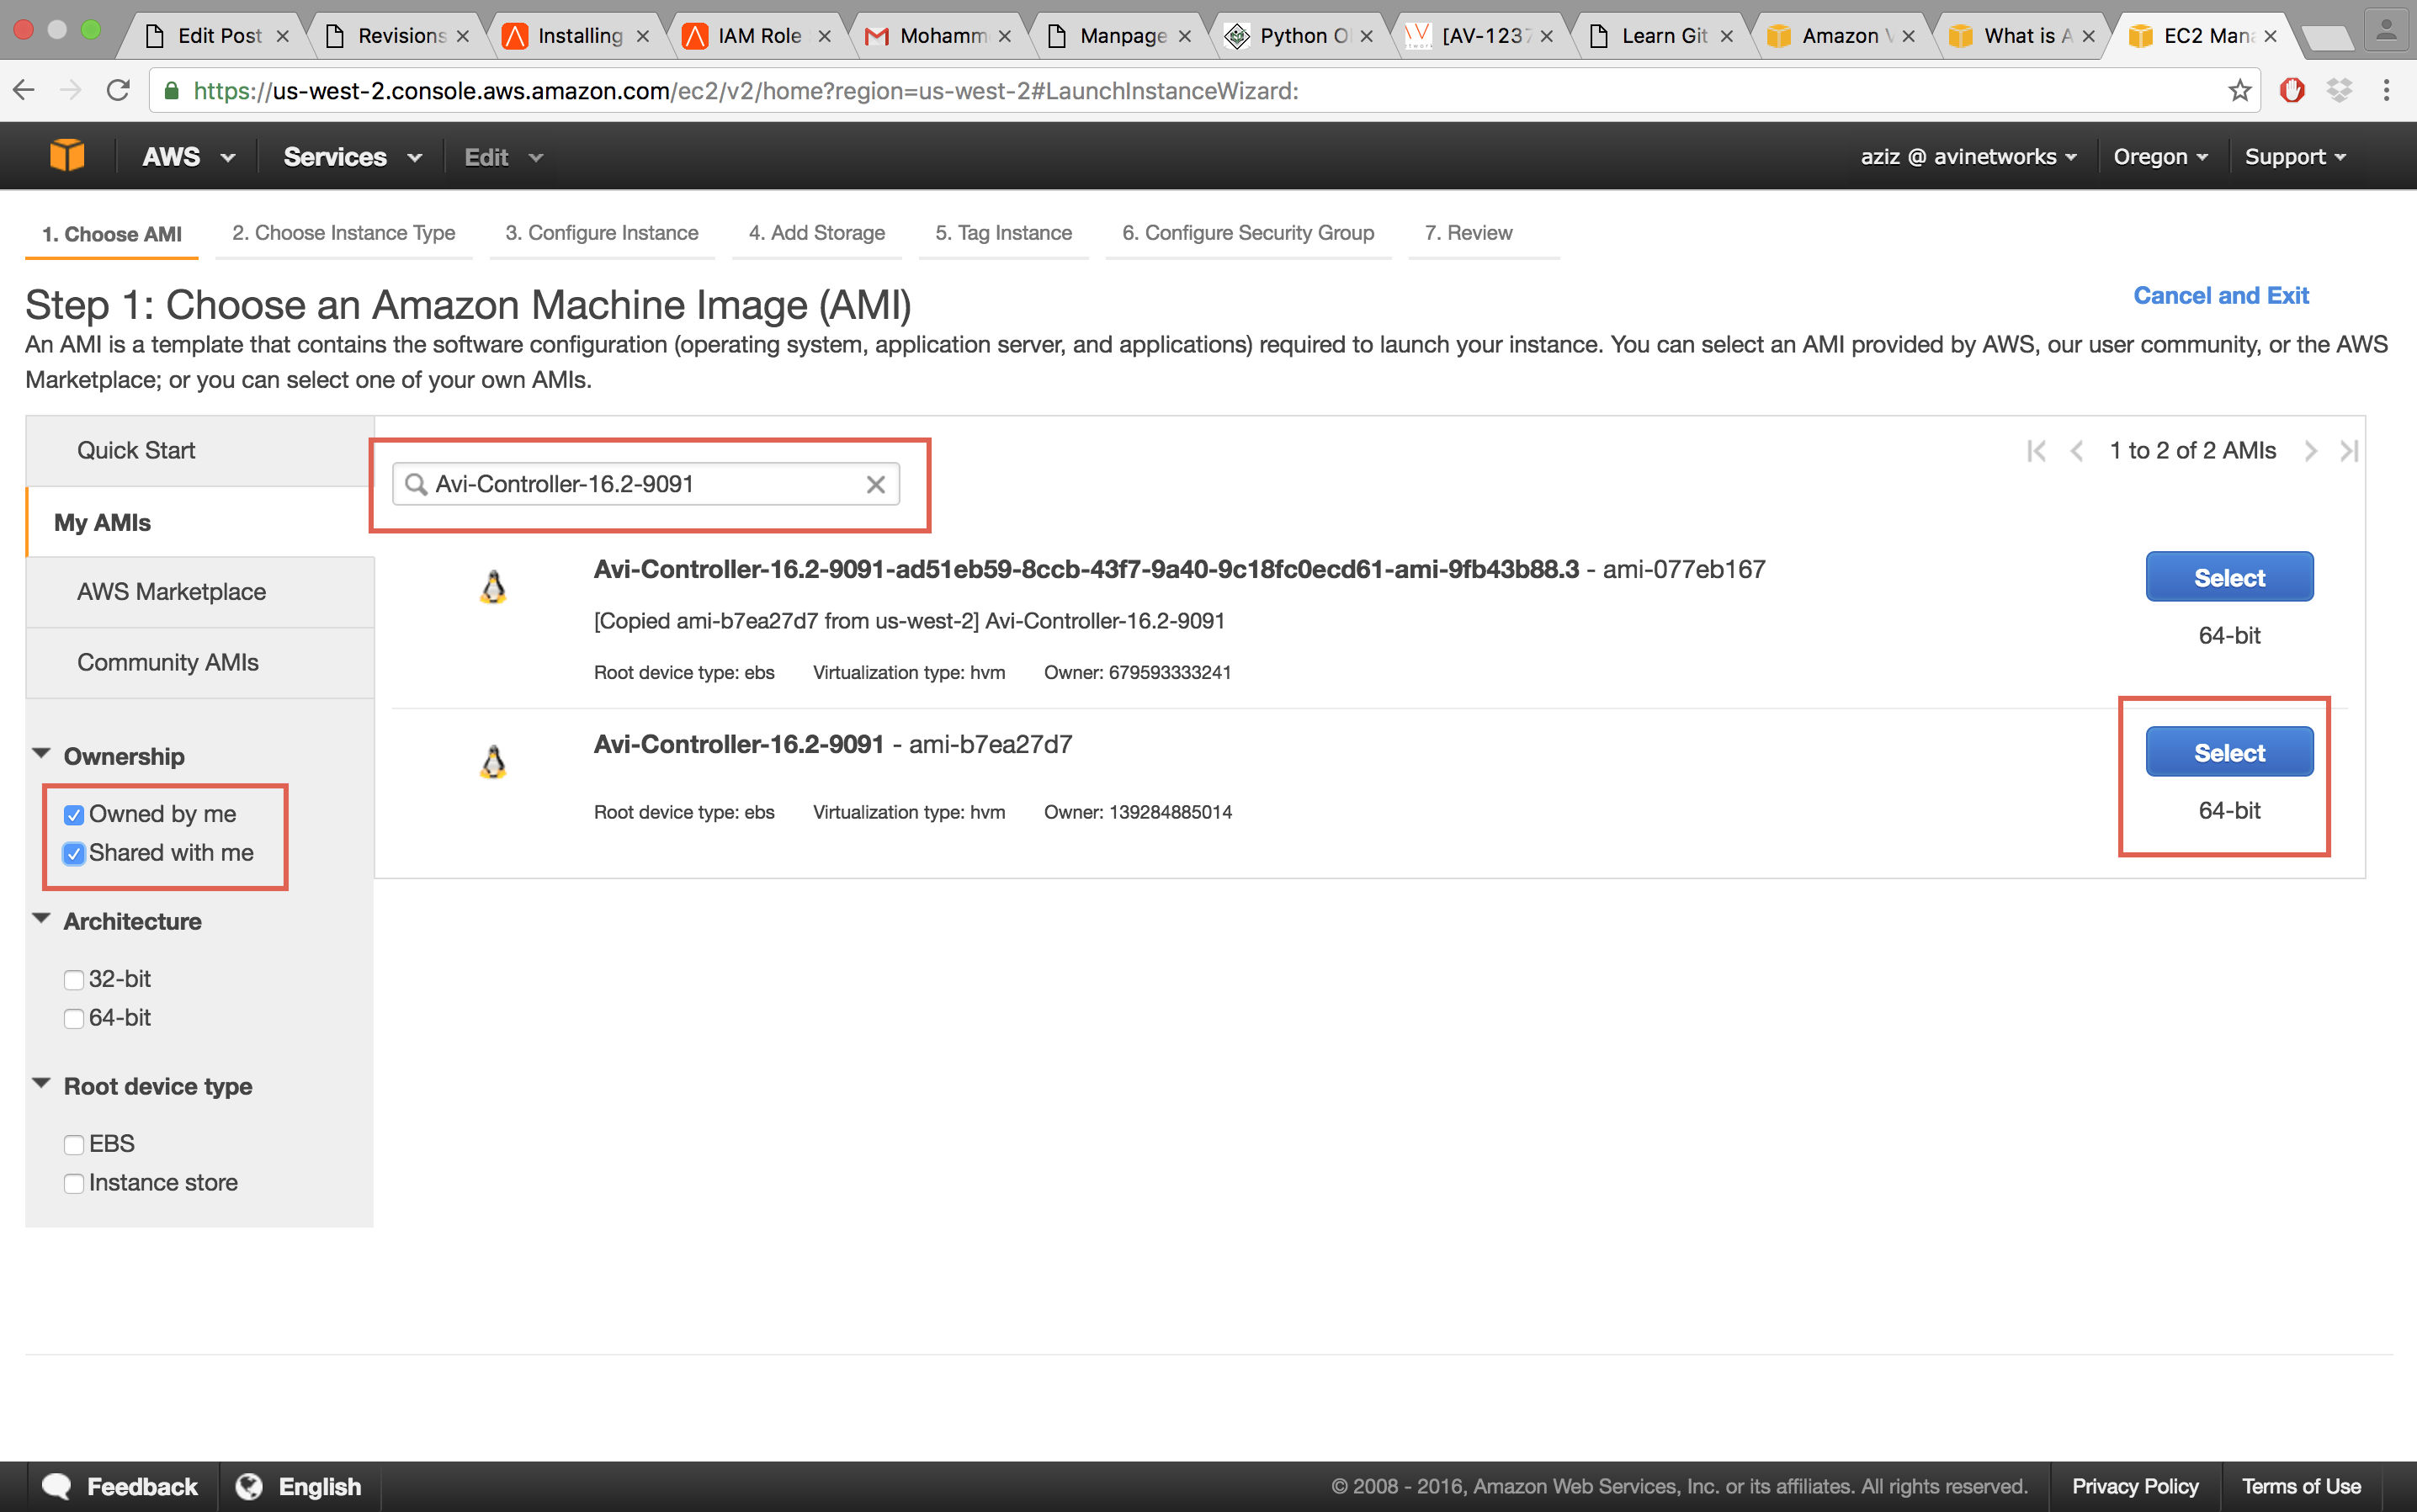 Edit Post
Revisions
Installing
IAM Role
Mohamm
Manpage
Python O
[AV-1237
Learn Git
Amazon V
What is A
EC2 Man
https://us-west-2.console.aws.amazon.com/ec2/v2/home?region=us-west-2#LaunchInstanceWizard:
AWS Services Edit aziz @ avinetworks Oregon Support
1. Choose AMI 2. Choose Instance Type 3. Configure Instance 4. Add Storage 5. Tag Instance 6. Configure Security Group 7. Review
Step 1: Choose an Amazon Machine Image (AMI)
Cancel and Exit
An AMI is a template that contains the software configuration (operating system, application server, and applications) required to launch your instance. You can select an AMI provided by AWS, our user community, or the AWS
Marketplace; or you can select one of your own AMIs.
Quick Start
My AMIs
AWS Marketplace
Community AMIs
Ownership
Owned by me
Shared with me
Architecture
32-bit
64-bit
Root device type
EBS
Instance store
Avi-Controller-16.2-9091
1 to 2 of 2 AMIs
Avi-Controller-16.2-9091-ad51eb59-8ccb-43f7-9a40-9c18fc0ecd61-ami-9fb43b88.3 - ami-077eb167
[Copied ami-b7ea27d7 from us-west-2] Avi-Controller-16.2-9091
Root device type: ebs Virtualization type: hvm Owner: 679593333241
Select
64-bit
Avi-Controller-16.2-9091 - ami-b7ea27d7
Root device type: ebs Virtualization type: hvm Owner: 139284885014
Select
64-bit
Feedback English © 2008 - 2016, Amazon Web Services, Inc. or its affiliates. All rights reserved. Privacy Policy Terms of Use